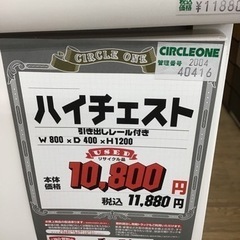 ¥11880
CIRCLE ONE
CIRCLEONE
管理番号 2004
40416
ハイチェスト
引き出しレール付き
W 800 × D 400 × H1200
USED
リサイクル品
本体
価格
10,800円
税込 11,880円